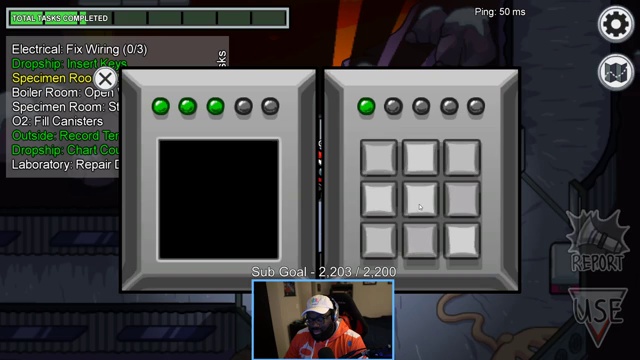 TOTAL TASKS COMPLETED
Ping: 50 ms
Electrical: Fix Wiring (0/3)
Dropship: Insert Keys
Specimen Roo
Boiler Room: Open
Specimen Room: St
O2: Fill Canisters
Outside: Record Te
Dropship: Chart Cou
Laboratory: Repair D
Sub Goal - 2,203 / 2,200
REPORT
USE